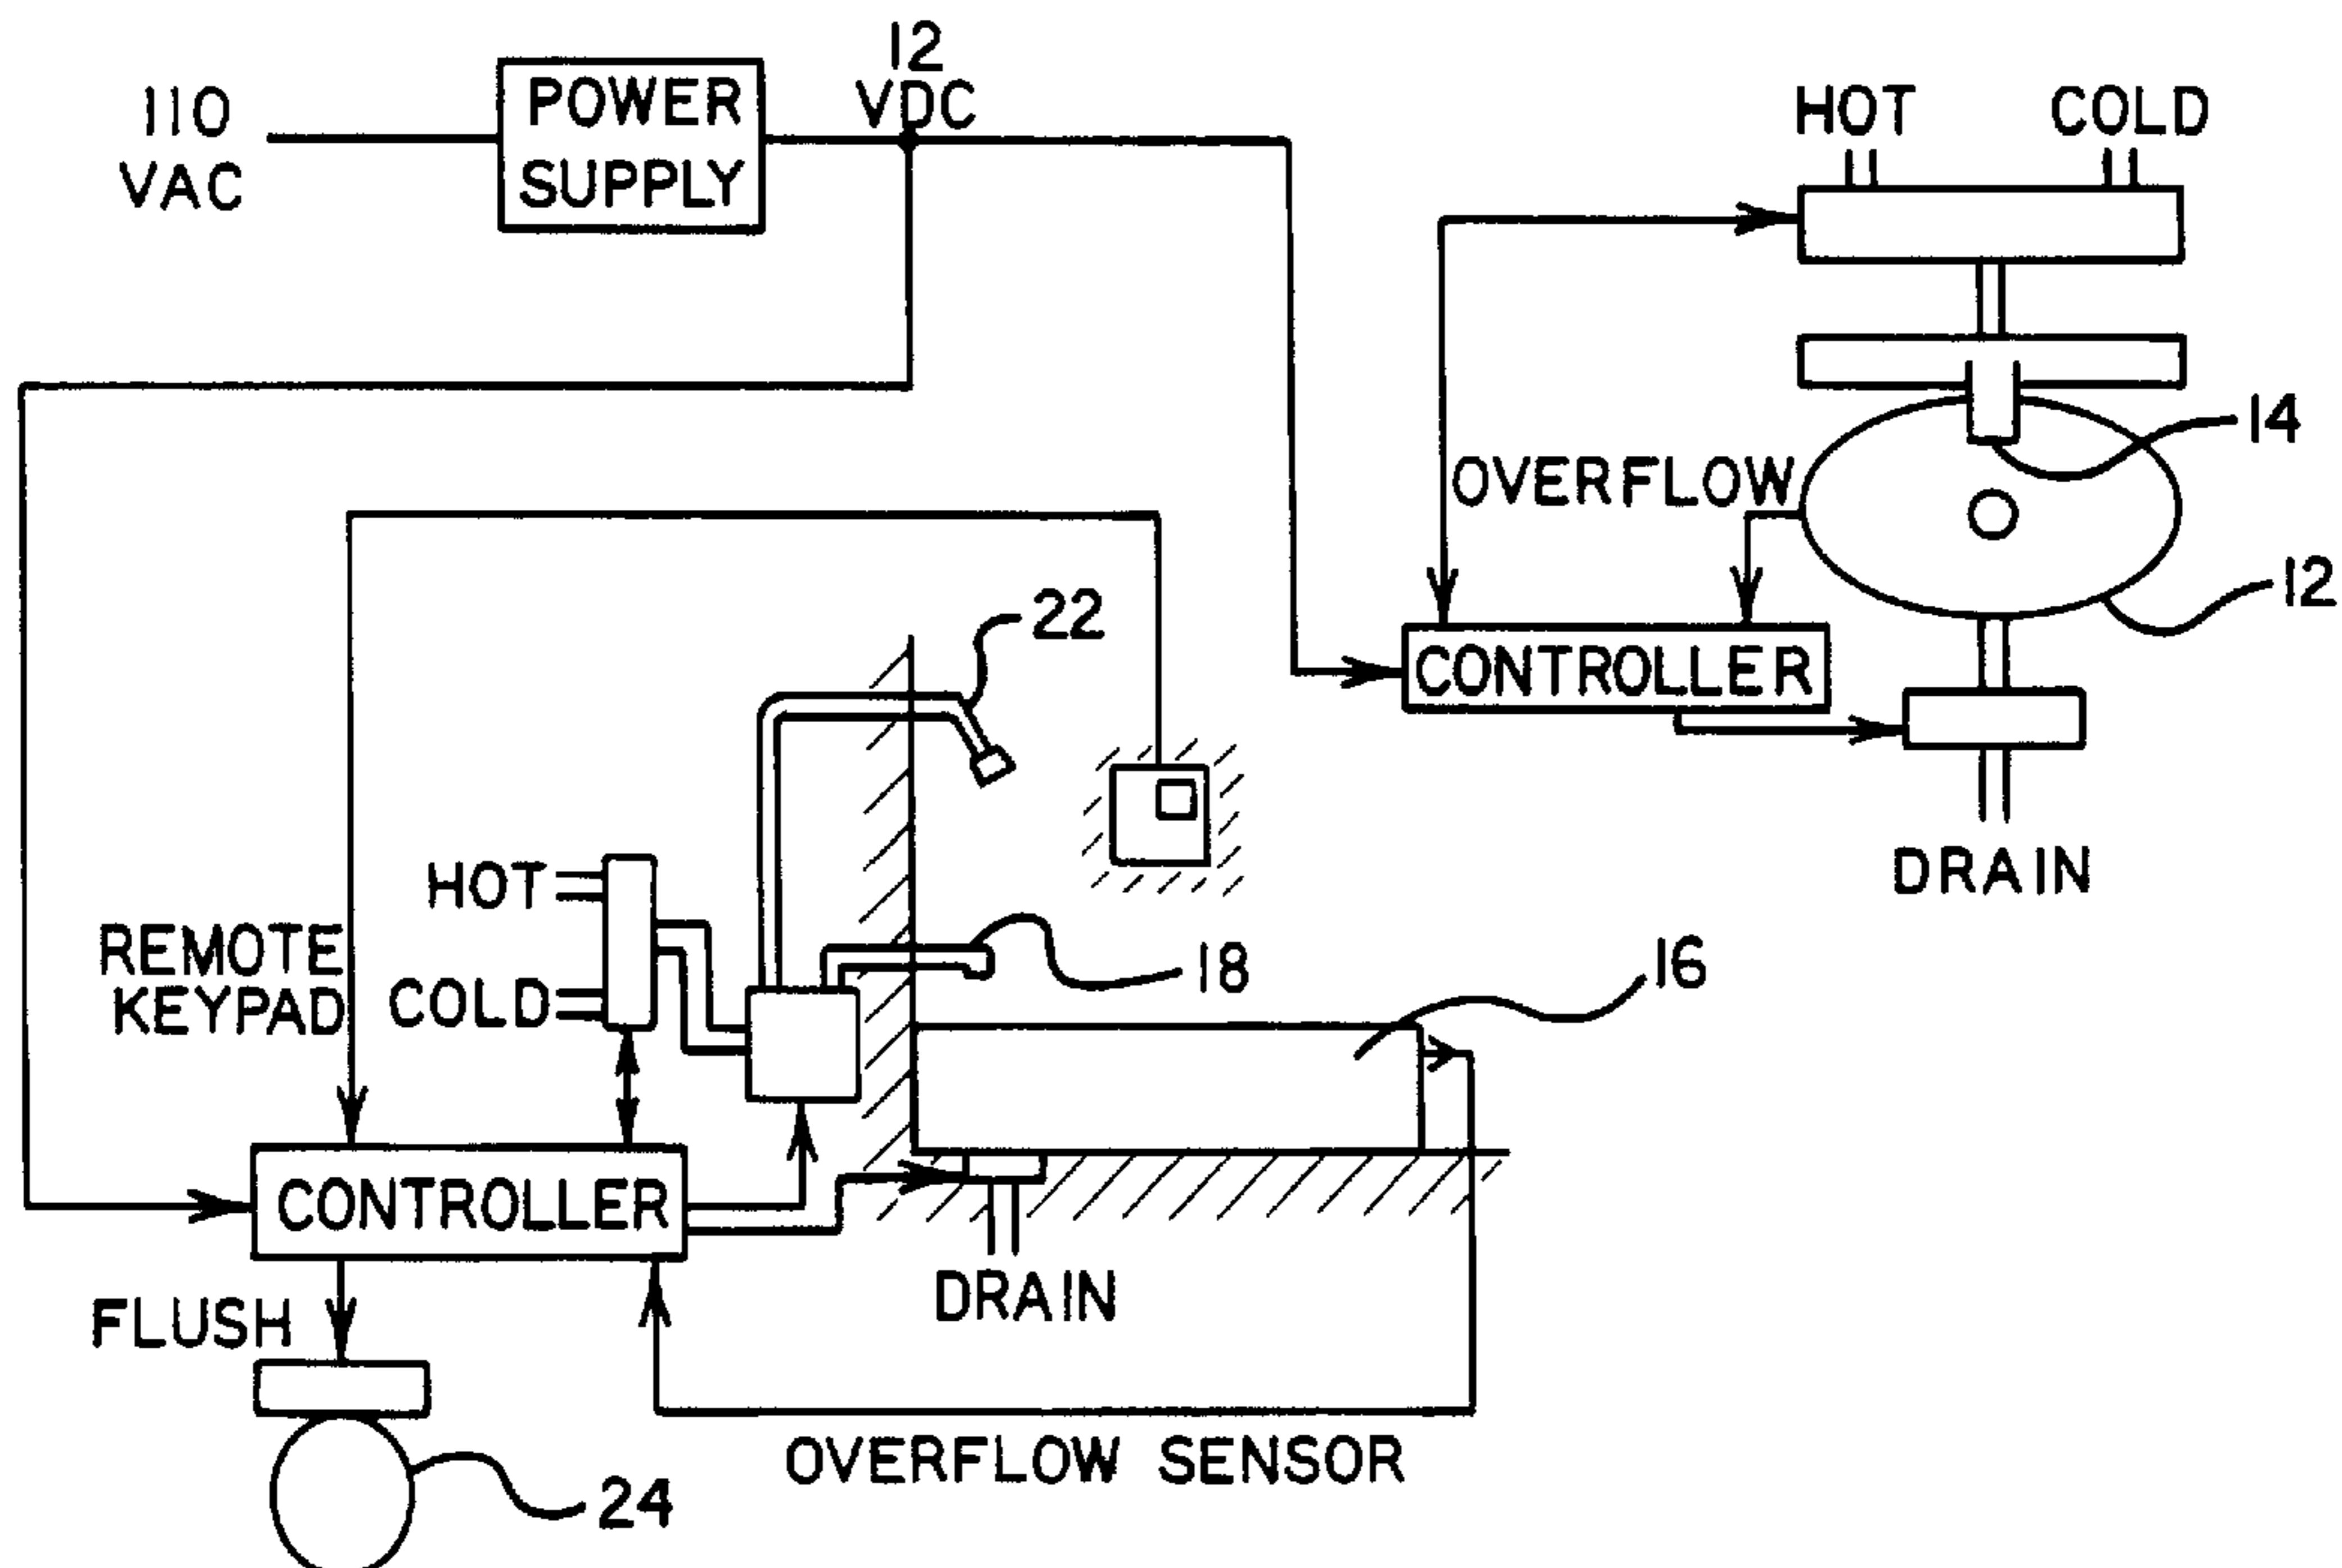 12
VDC
110
VAC
POWER
SUPPLY
HOT
COLD
14
OVERFLOW
12
22
CONTROLLER
DRAIN
HOT
REMOTE
KEYPAD
COLD
18
16
CONTROLLER
DRAIN
FLUSH
OVERFLOW SENSOR
24